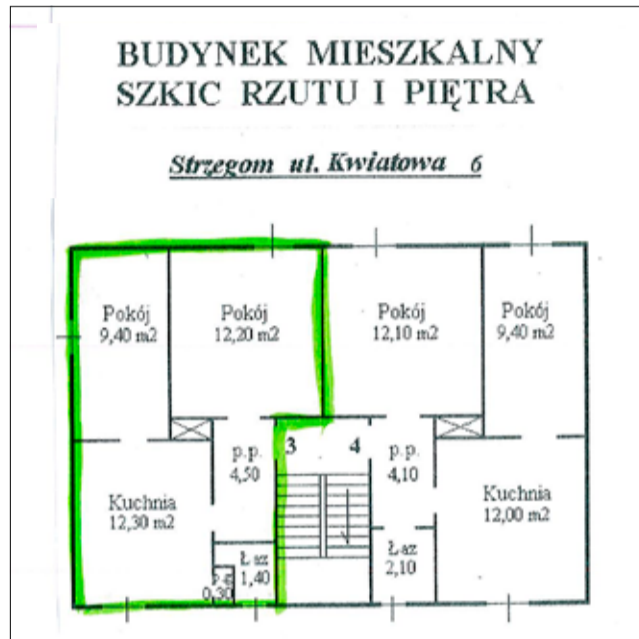 BUDYNEK MIESZKALNY
SZKIC RZUTU I PIĘTRA
Strzegom ul. Kwiatowa 6
Pokój
9,40 m2
Pokój
12,20 m2
Pokój
12,10 m2
Pokój
9,40 m2
3
4
p.p.
4,50
p.p.
4,10
Kuchnia
12,30 m2
Kuchnia
12,00 m2
Łaz
1,40
0,30
Łaz
2,10